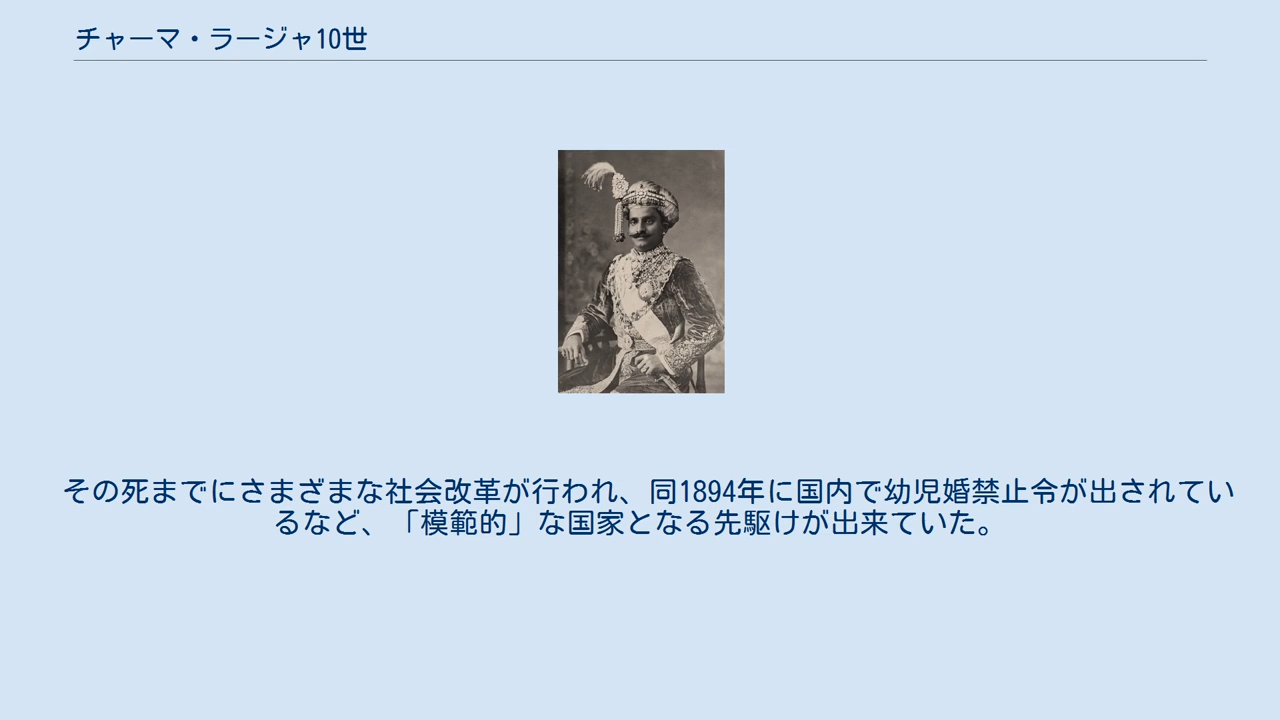 チャーマ・ラージャ10世
その死までにさまざまな社会改革が行われ、同1894年に国内で幼児婚禁止令が出されてい
るなど、「模範的」な国家となる先駆けが出来ていた。